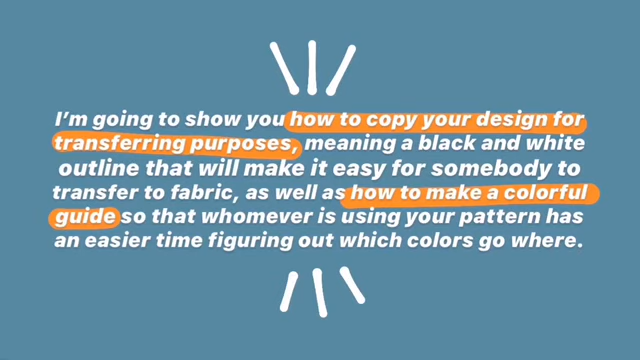 I'm going to show you how to copy your design for
transferring purposes, meaning a black and white
outline that will make it easy for somebody to
transfer to fabric, as well as how to make a colorful
guide so that whomever is using your pattern has
an easier time figuring out which colors go where.